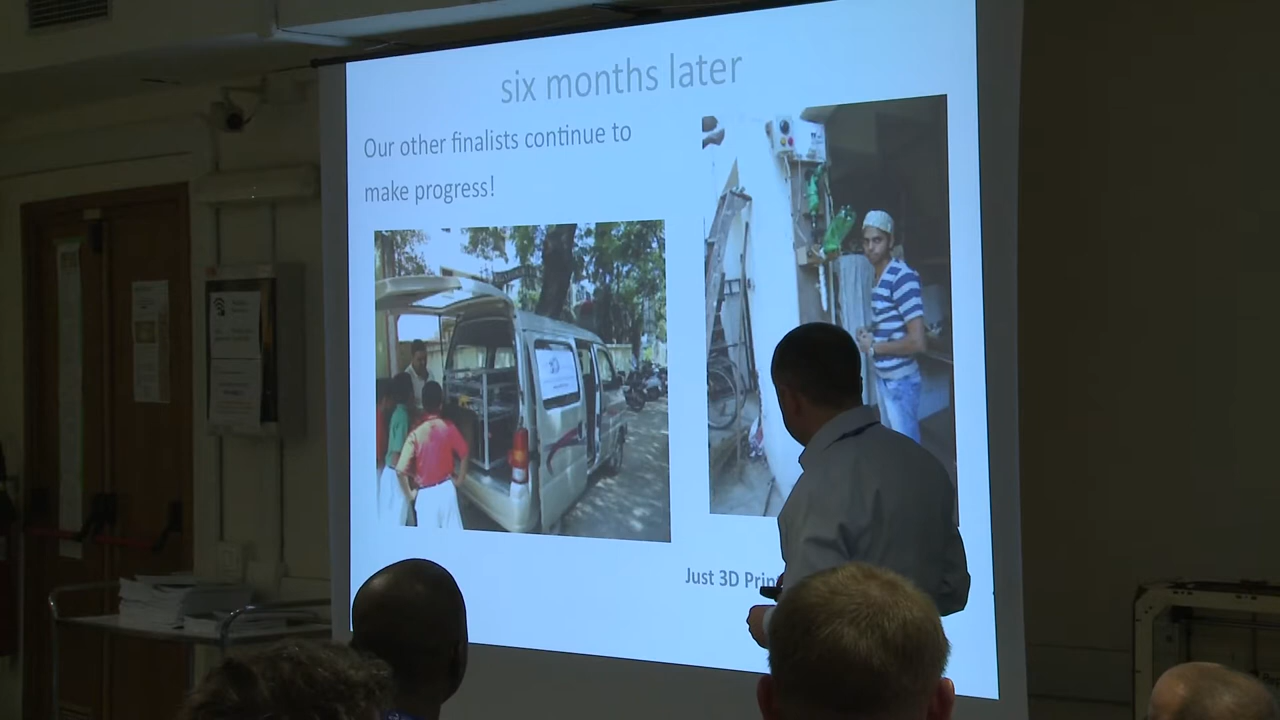 six months later
Our other finalists continue to
make progress!
Just 3D Prin